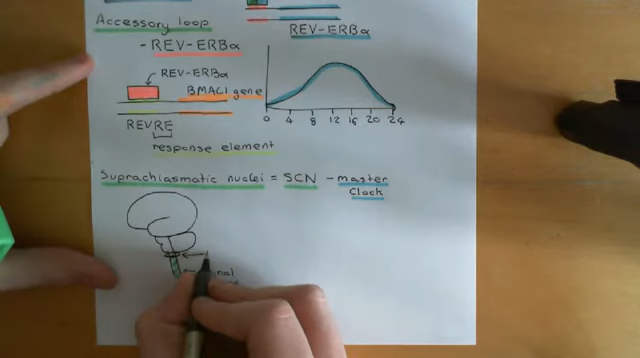 Accessory loop
REV-ERBα
- REV-ERBα
REV-ERBα
BMAL1 gene
REVRE
response element
0 4 8 12 16 20 24
Suprachiasmatic nuclei = SCN - master
Clock